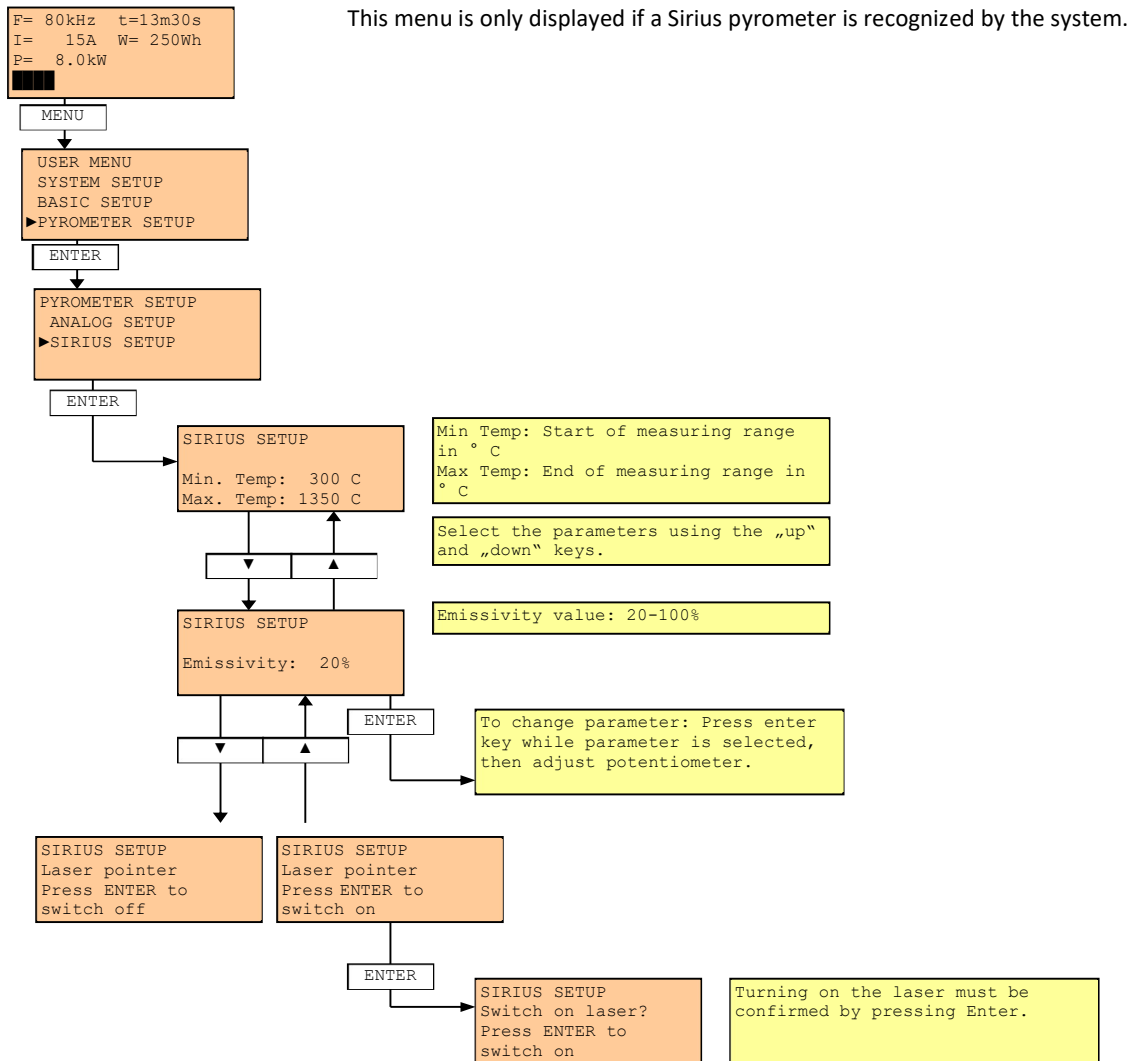 This menu is only displayed if a Sirius pyrometer is recognized by the system.
F= 80kHz t=13m30s
I= 15A W= 250Wh
P= 8.0kW
MENU
USER MENU
SYSTEM SETUP
BASIC SETUP
►PYROMETER SETUP
ENTER
PYROMETER SETUP
ANALOG SETUP
►SIRIUS SETUP
ENTER
SIRIUS SETUP
Min. Temp: 300 C
Max. Temp: 1350 C
Min Temp: Start of measuring range
in ° C
Max Temp: End of measuring range in
° C
Select the parameters using the „up“
and „down“ keys.
▼ ▲
SIRIUS SETUP
Emissivity: 20%
Emissivity value: 20-100%
ENTER
To change parameter: Press enter
key while parameter is selected,
then adjust potentiometer.
▼ ▲
SIRIUS SETUP
Laser pointer
Press ENTER to
switch off
SIRIUS SETUP
Laser pointer
Press ENTER to
switch on
ENTER
SIRIUS SETUP
Switch on laser?
Press ENTER to
switch on
Turning on the laser must be
confirmed by pressing Enter.